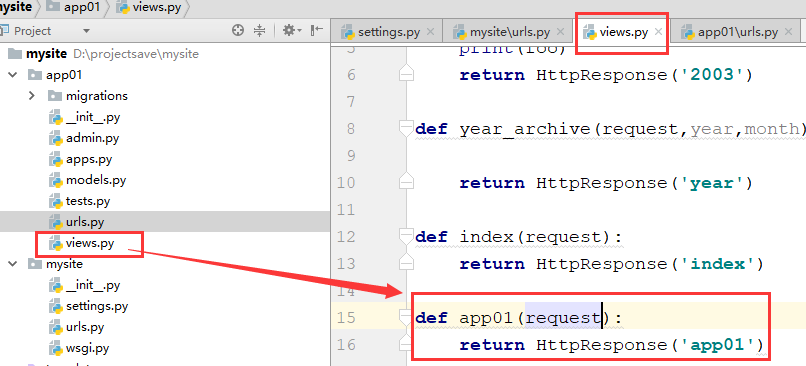 mysite app01 views.py
Project
mysite D:\projectsave\mysite
app01
migrations
__init__.py
admin.py
apps.py
models.py
tests.py
urls.py
views.py
mysite
__init__.py
settings.py
urls.py
wsgi.py
settings.py mysite\urls.py views.py app01\urls.py
5 print(foo)
6 return HttpResponse('2003')
7
8 def year_archive(request,year,month)
9
10 return HttpResponse('year')
11
12 def index(request):
13 return HttpResponse('index')
14
15 def app01(request):
16 return HttpResponse('app01')